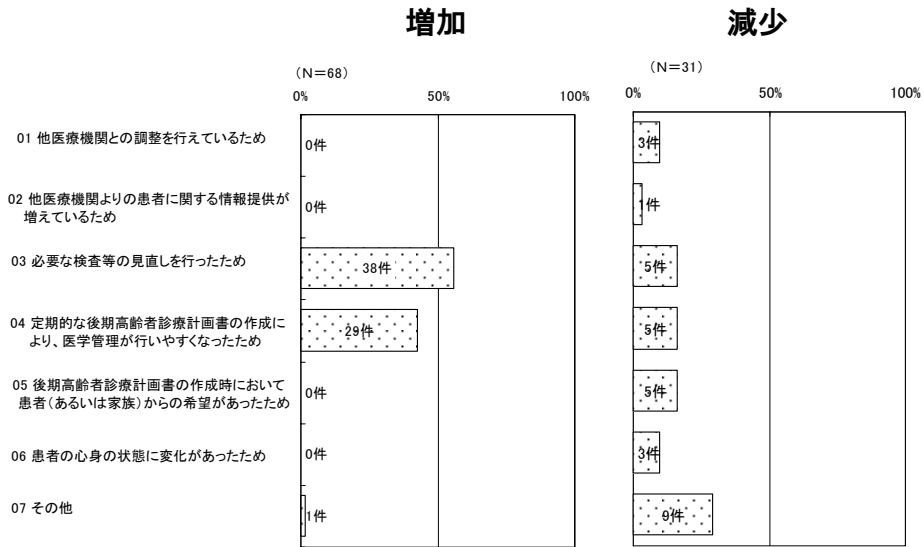 増加
減少
(N=68)
(N=31)
0% 50% 100%
0% 50% 100%
01 他医療機関との調整を行えているため
0件
3件
02 他医療機関よりの患者に関する情報提供が
増えているため
0件
1件
03 必要な検査等の見直しを行ったため
38件
5件
04 定期的な後期高齢者診療計画書の作成に
より、医学管理が行いやすくなったため
29件
5件
05 後期高齢者診療計画書の作成時において
患者(あるいは家族)からの希望があったため
0件
5件
06 患者の心身の状態に変化があったため
0件
3件
07 その他
1件
9件